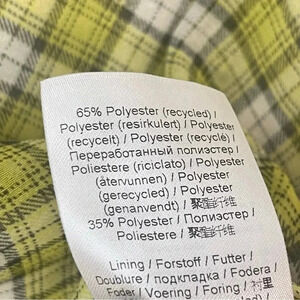 65% Polyester (recycled) /
Polyester (resirkulert) / Polyester
(recycelt) / Polyester (recyclé) /
Переработанный полиэстер /
Poliestere (riciclato) / Polyester
(återvunnen) / Polyester
(gerecycled) / Polyester
(genanvendt) / 聚酯纤维
35% Polyester / Полиэстер /
Poliestere / 聚酯纤维
Lining / Forstoff / Futter /
Doublure / подкладка / Fodera /
Foder / Voering / Foring / 衬里